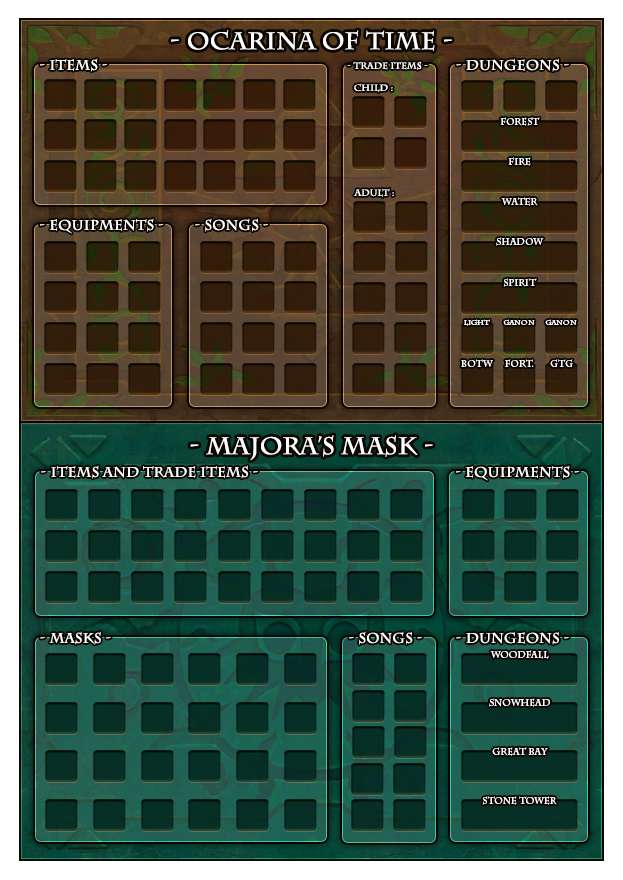 - OCARINA OF TIME -
- ITEMS -
- TRADE ITEMS -
CHILD :
ADULT :
- DUNGEONS -
FOREST
FIRE
WATER
SHADOW
SPIRIT
LIGHT GANON GANON
BOTW FORT. GTG
- EQUIPMENTS -
- SONGS -
- MAJORA'S MASK -
- ITEMS AND TRADE ITEMS -
- EQUIPMENTS -
- MASKS -
- SONGS -
- DUNGEONS -
WOODFALL
SNOWHEAD
GREAT BAY
STONE TOWER